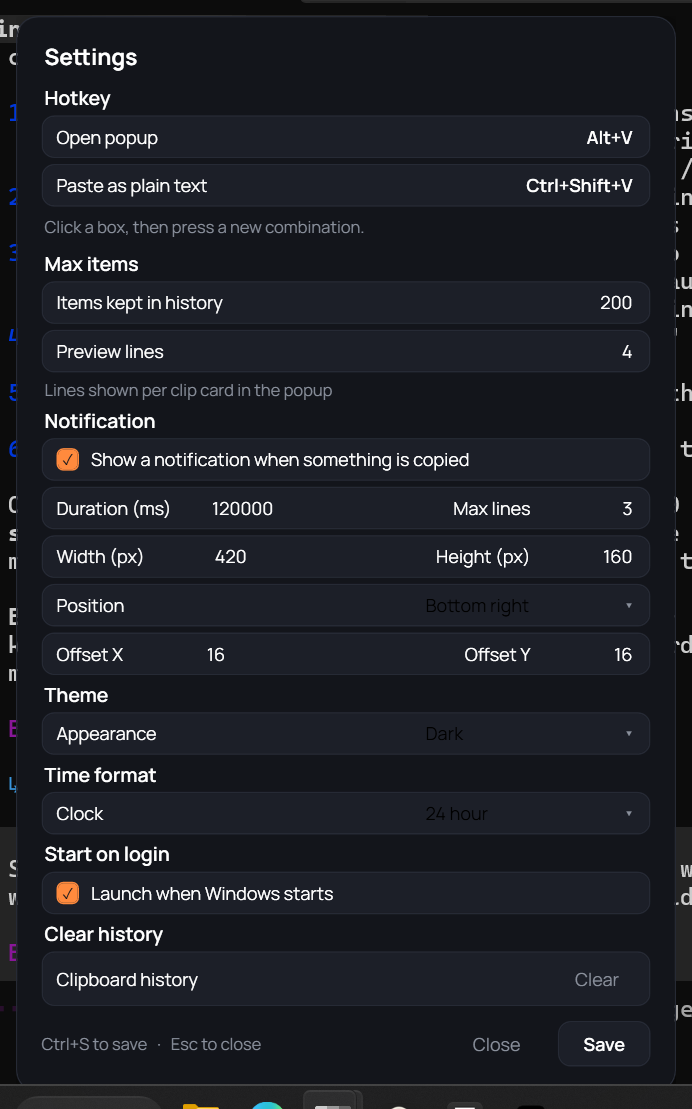 Settings
Hotkey
Open popup Alt+V
Paste as plain text Ctrl+Shift+V
Click a box, then press a new combination.
Max items
Items kept in history 200
Preview lines 4
Lines shown per clip card in the popup
Notification
✓ Show a notification when something is copied
Duration (ms) 120000 Max lines 3
Width (px) 420 Height (px) 160
Position Bottom right
Offset X 16 Offset Y 16
Theme
Appearance Dark
Time format
Clock 24 hour
Start on login
✓ Launch when Windows starts
Clear history
Clipboard history Clear
Ctrl+S to save · Esc to close Close Save